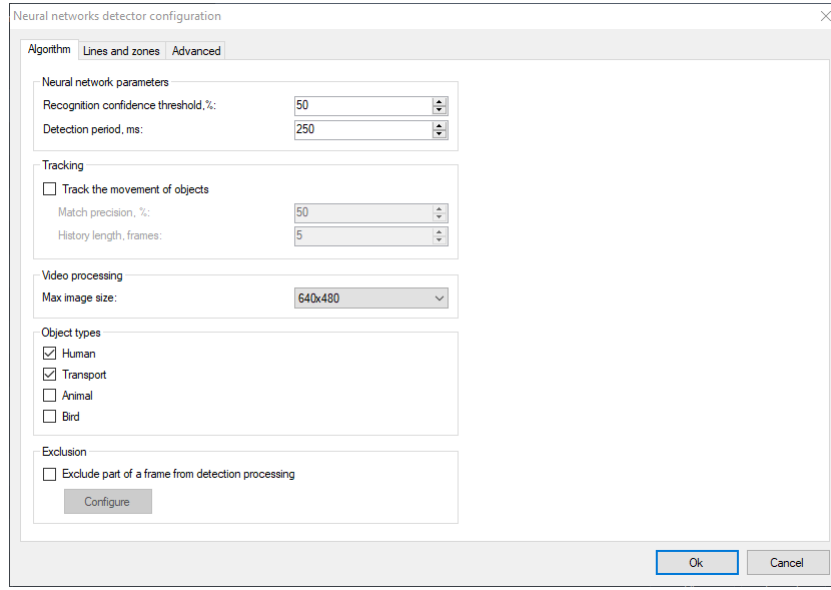 Neural networks detector configuration
Algorithm Lines and zones Advanced
Neural network parameters
Recognition confidence threshold,%: 50
Detection period, ms: 250
Tracking
Track the movement of objects
Match precision, %: 50
History length, frames: 5
Video processing
Max image size: 640x480
Object types
Human
Transport
Animal
Bird
Exclusion
Exclude part of a frame from detection processing
Configure
Ok Cancel